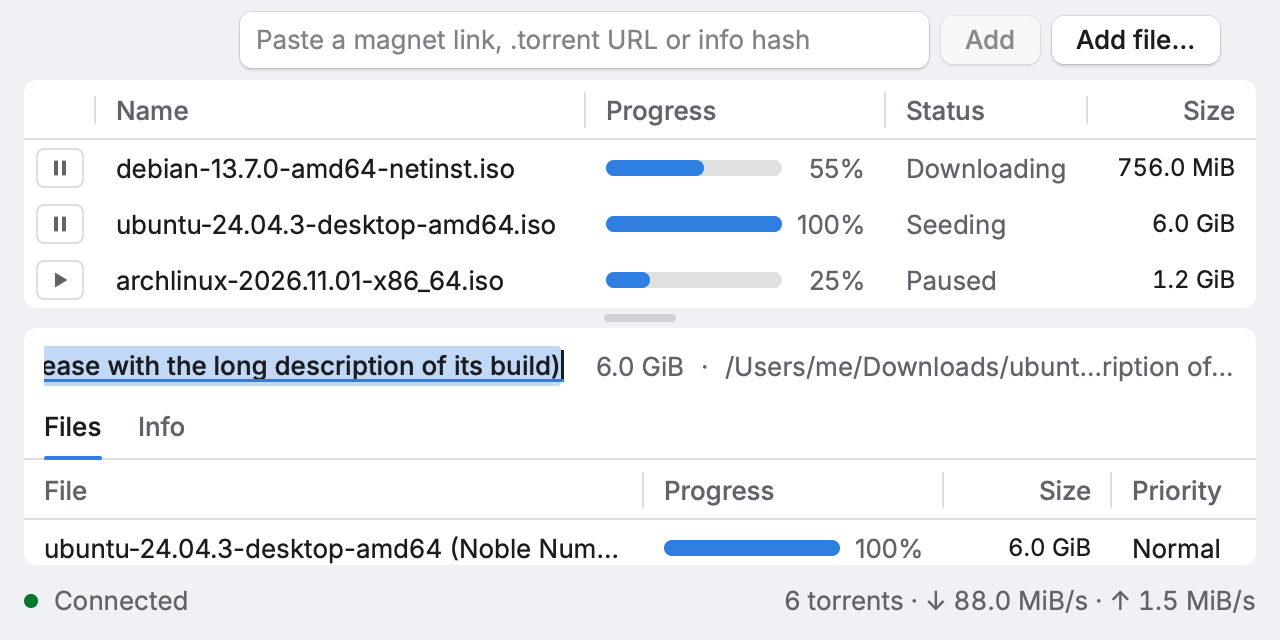 Paste a magnet link, .torrent URL or info hash Add Add file...
Name Progress Status Size
debian-13.7.0-amd64-netinst.iso 55% Downloading 756.0 MiB
ubuntu-24.04.3-desktop-amd64.iso 100% Seeding 6.0 GiB
archlinux-2026.11.01-x86_64.iso 25% Paused 1.2 GiB
ease with the long description of its build) 6.0 GiB · /Users/me/Downloads/ubunt...ription of...
Files Info
File Progress Size Priority
ubuntu-24.04.3-desktop-amd64 (Noble Num... 100% 6.0 GiB Normal
Connected 6 torrents · ↓ 88.0 MiB/s · ↑ 1.5 MiB/s